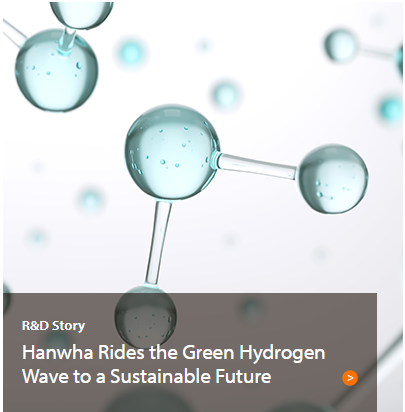 R&D Story
Hanwha Rides the Green Hydrogen
Wave to a Sustainable Future
>